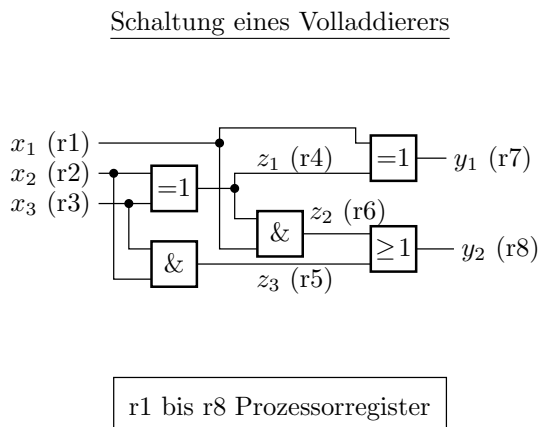 Schaltung eines Volladdierers
x₁ (r1)
x₂ (r2)
x₃ (r3)
=1
&
z₁ (r4)
&
z₂ (r6)
z₃ (r5)
=1
y₁ (r7)
≥1
y₂ (r8)
r1 bis r8 Prozessorregister